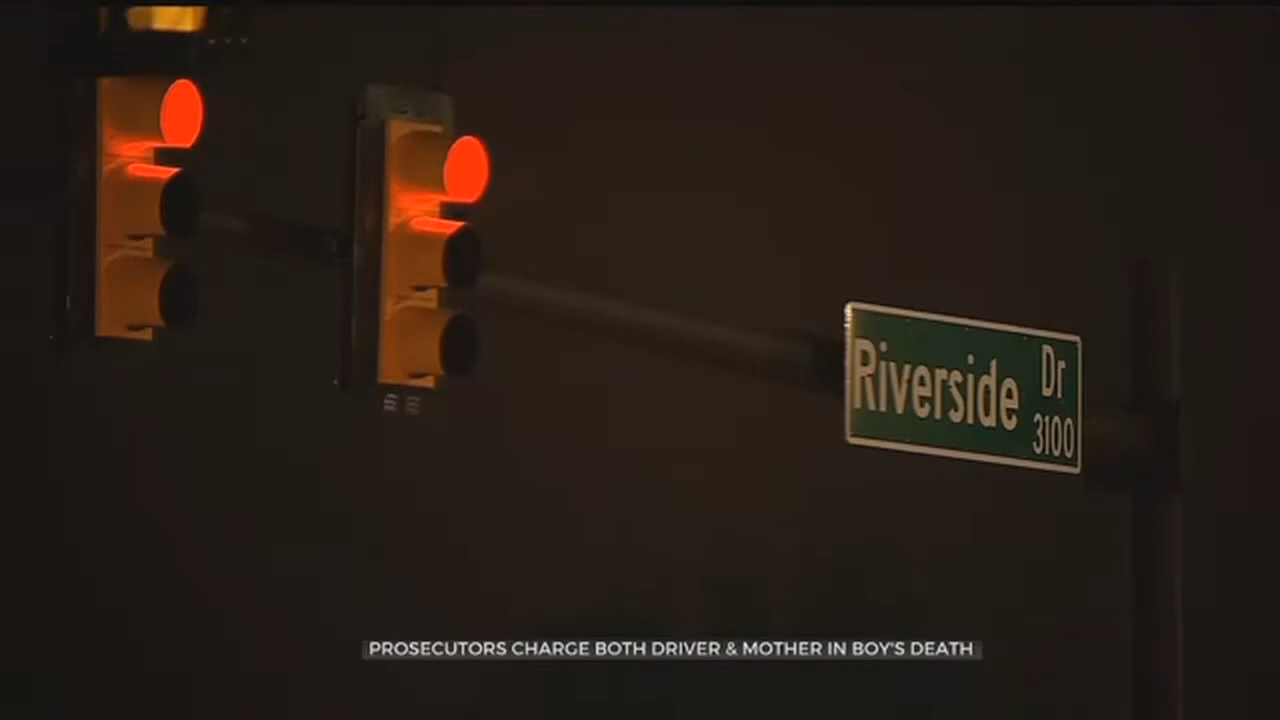 Riverside Dr
3100
PROSECUTORS CHARGE BOTH DRIVER & MOTHER IN BOY'S DEATH